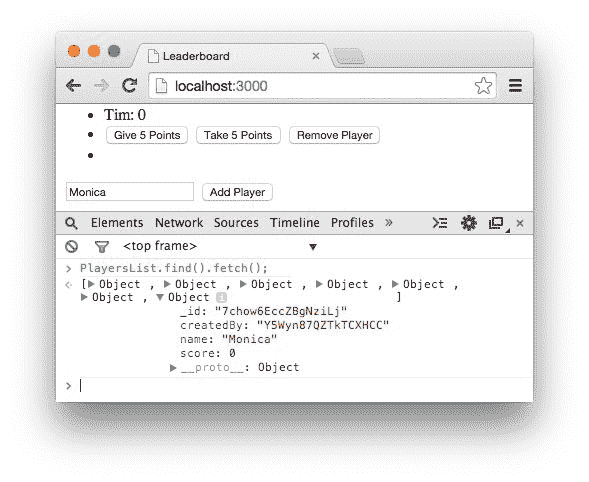 Leaderboard
localhost:3000
Tim: 0
Give 5 Points Take 5 Points Remove Player
Monica Add Player
Elements Network Sources Timeline Profiles »
<top frame>
> PlayersList.find().fetch();
[▶ Object , ▶ Object , ▶ Object , ▶ Object , ▶ Object ,
▶ Object , ▼ Object i ]
_id: "7chow6EccZBgNziLj"
createdBy: "Y5Wyn87QZTkTCXHCC"
name: "Monica"
score: 0
▶ __proto__: Object
>